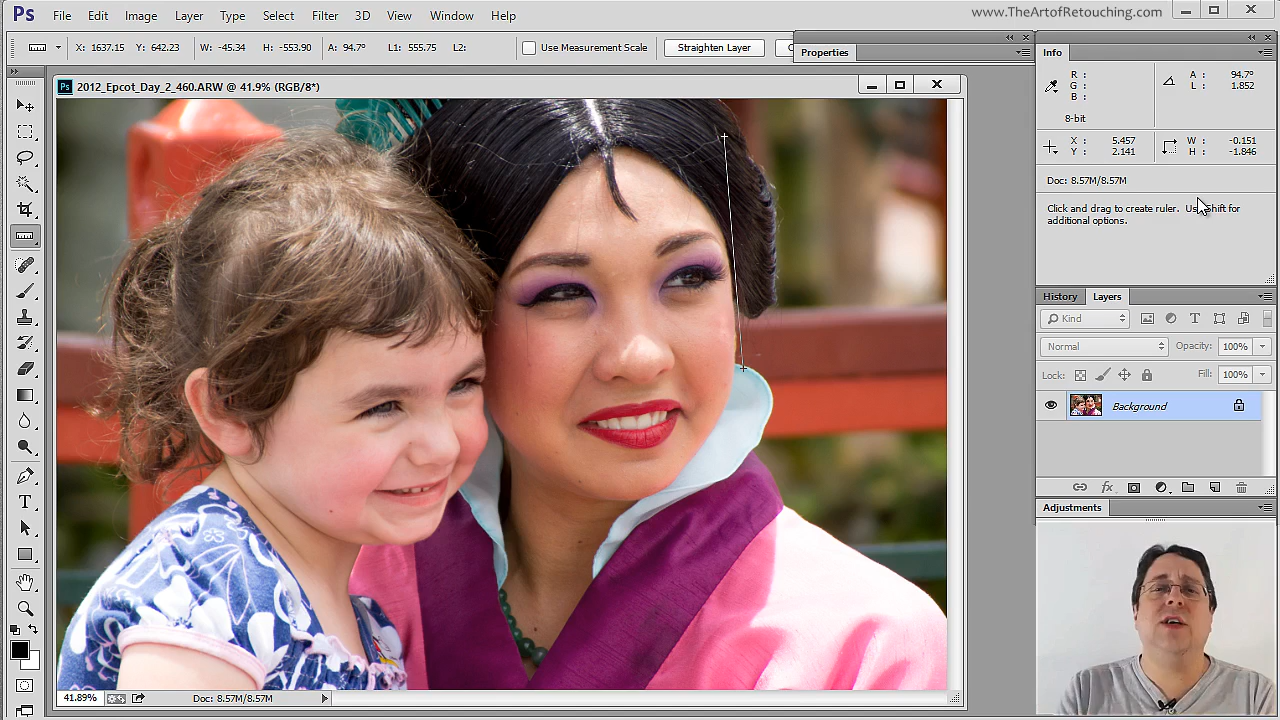 Ps File Edit Image Layer Type Select Filter 3D View Window Help
www.TheArtofRetouching.com
X: 1637.15 Y: 642.23 W: -45.34 H: -553.90 A: 94.7° L1: 555.75 L2: Use Measurement Scale Straighten Layer C
Properties
Info
R :
G :
B :
A : 94.7°
L : 1.852
8-bit
X : 5.457
Y : 2.141
W : -0.151
H : -1.846
Doc: 8.57M/8.57M
Click and drag to create ruler. Use Shift for
additional options.
Ps 2012_Epcot_Day_2_460.ARW @ 41.9% (RGB/8*)
History Layers
Kind
Normal Opacity: 100%
Lock: Fill: 100%
Background
fx
Adjustments
T
41.89% Doc: 8.57M/8.57M